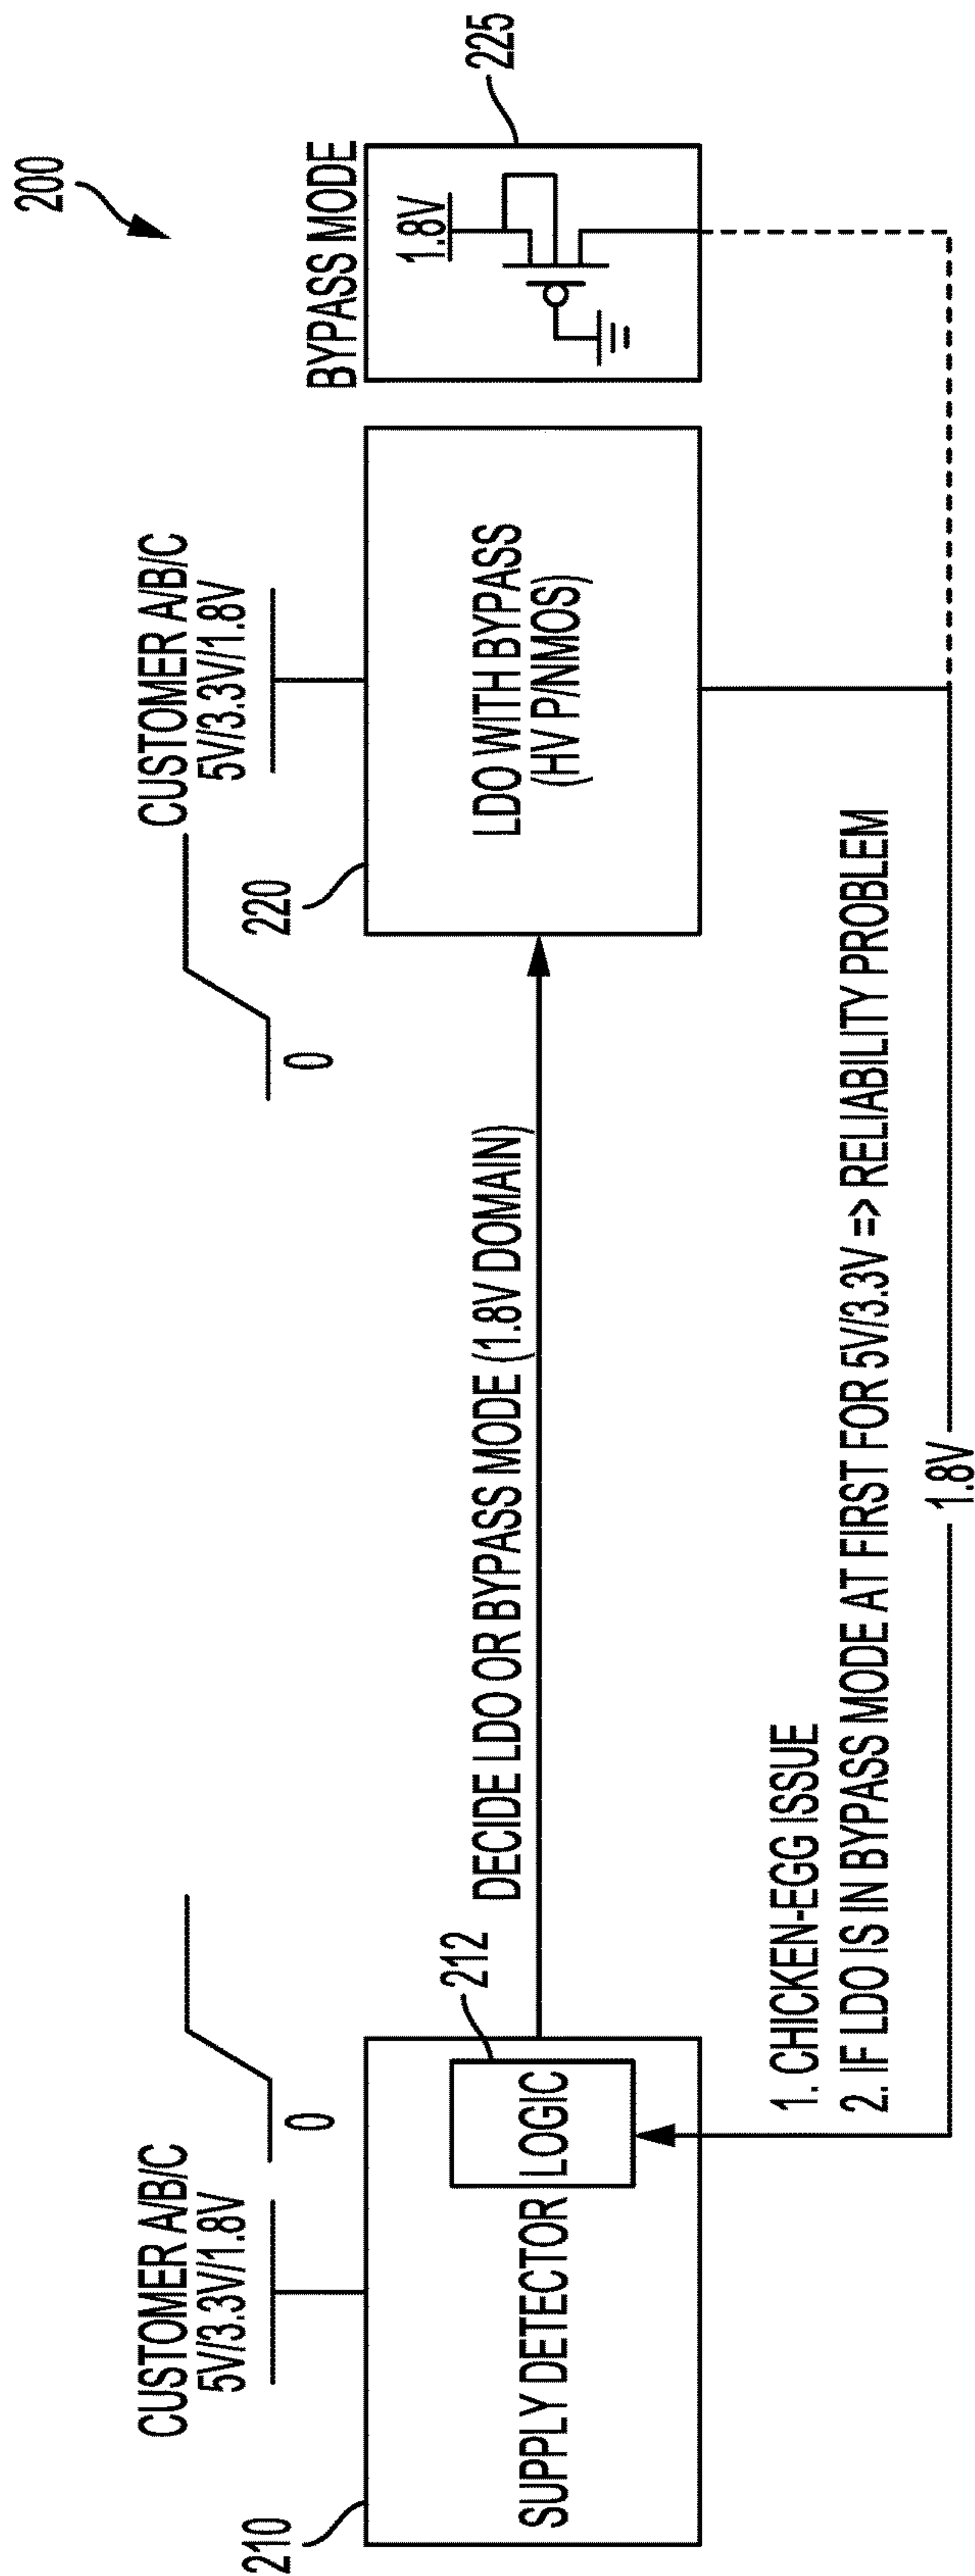 200
CUSTOMER A/B/C
5V/3.3V/1.8V
0
210
SUPPLY DETECTOR
LOGIC
212
DECIDE LDO OR BYPASS MODE (1.8V DOMAIN)
0
CUSTOMER A/B/C
5V/3.3V/1.8V
220
LDO WITH BYPASS
(HV P/NMOS)
BYPASS MODE
1.8V
225
1. CHICKEN-EGG ISSUE
2. IF LDO IS IN BYPASS MODE AT FIRST FOR 5V/3.3V => RELIABILITY PROBLEM
1.8V